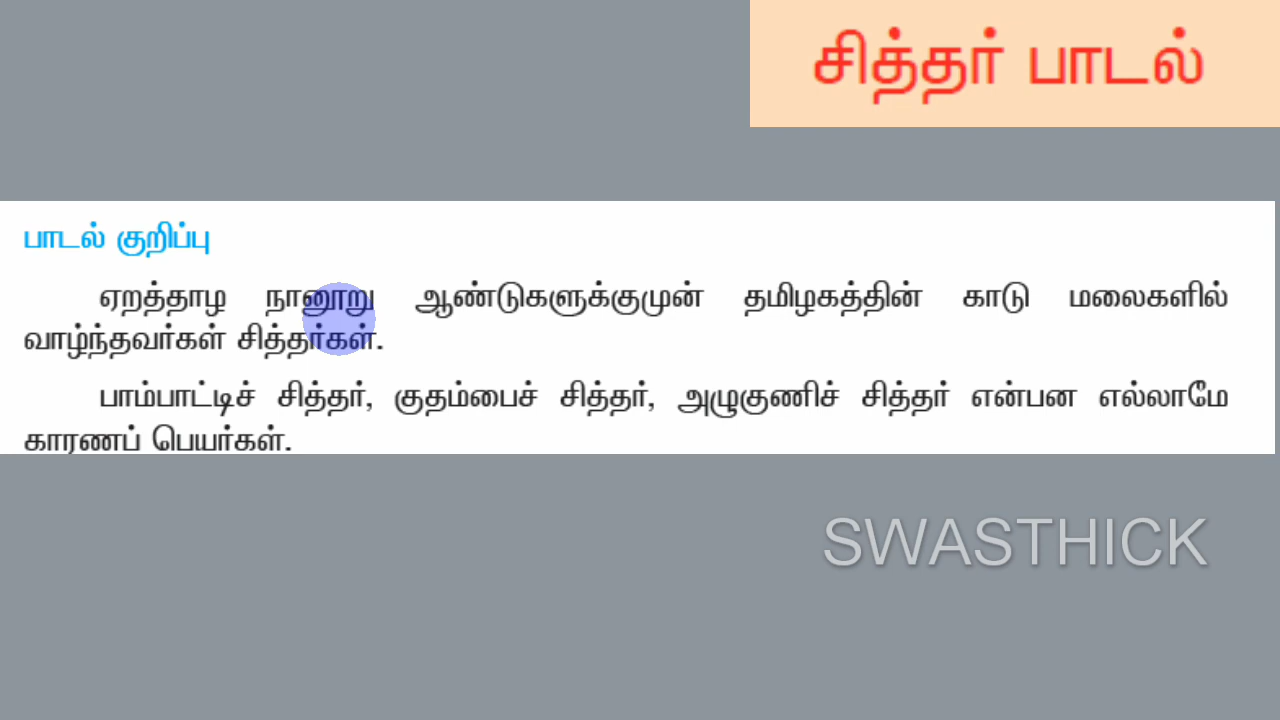 சித்தர் பாடல்
பாடல் குறிப்பு
ஏறத்தாழ நானூறு ஆண்டுகளுக்குமுன் தமிழகத்தின் காடு மலைகளில்
வாழ்ந்தவர்கள் சித்தர்கள்.
பாம்பாட்டிச் சித்தர், குதம்பைச் சித்தர், அழுகுணிச் சித்தர் என்பன எல்லாமே
காரணப் பெயர்கள்.
SWASTHICK